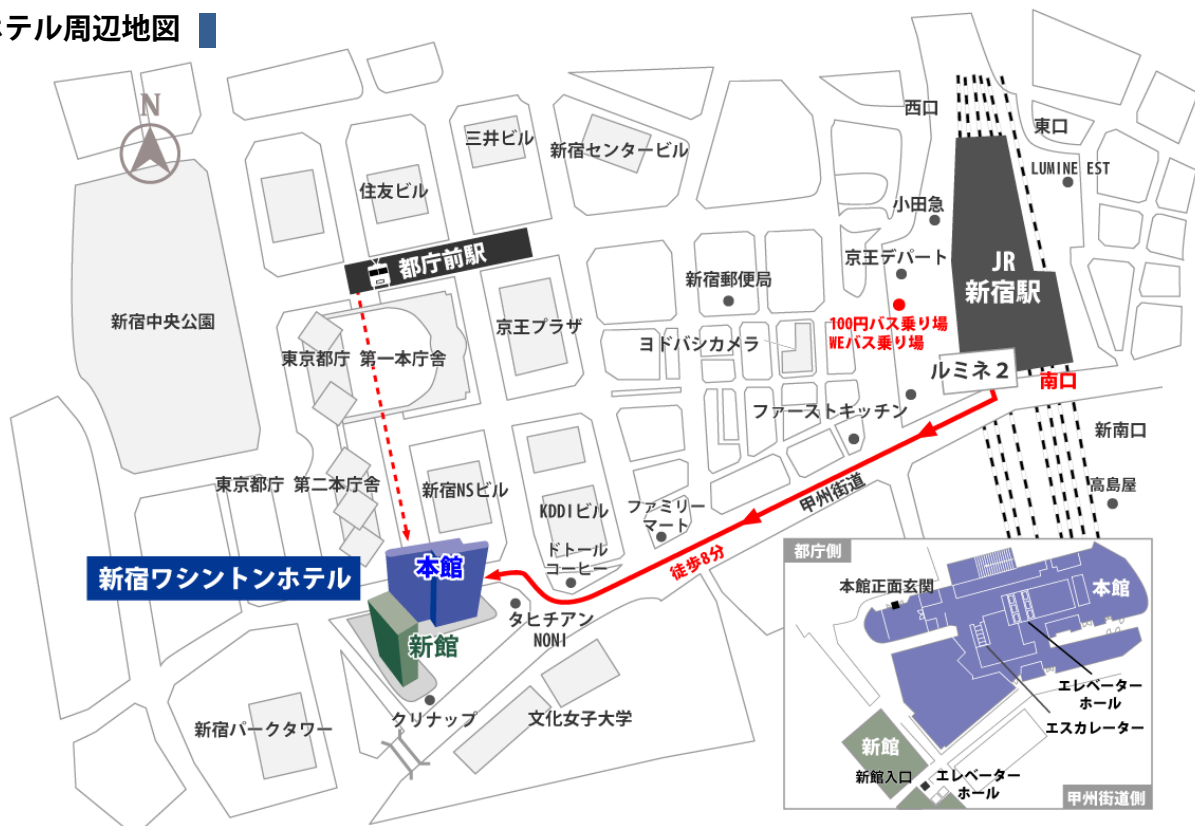 ホテル周辺地図
N
三井ビル
新宿センタービル
西口
東口
LUMINE EST
住友ビル
小田急
都庁前駅
京王デパート
JR
新宿駅
新宿郵便局
新宿中央公園
京王プラザ
100円バス乗り場
WEバス乗り場
ヨドバシカメラ
東京都庁 第一本庁舎
ルミネ2
南口
ファーストキッチン
新南口
東京都庁 第二本庁舎
新宿NSビル
甲州街道
高島屋
KDDIビル
ファミリー
マート
ドトール
コーヒー
徒歩8分
新宿ワシントンホテル
本館
新館
タヒチアン
NONI
クリナップ
文化女子大学
新宿パークタワー
都庁側
本館正面玄関
本館
エレベーター
ホール
エスカレーター
新館
新館入口
エレベーター
ホール
甲州街道側